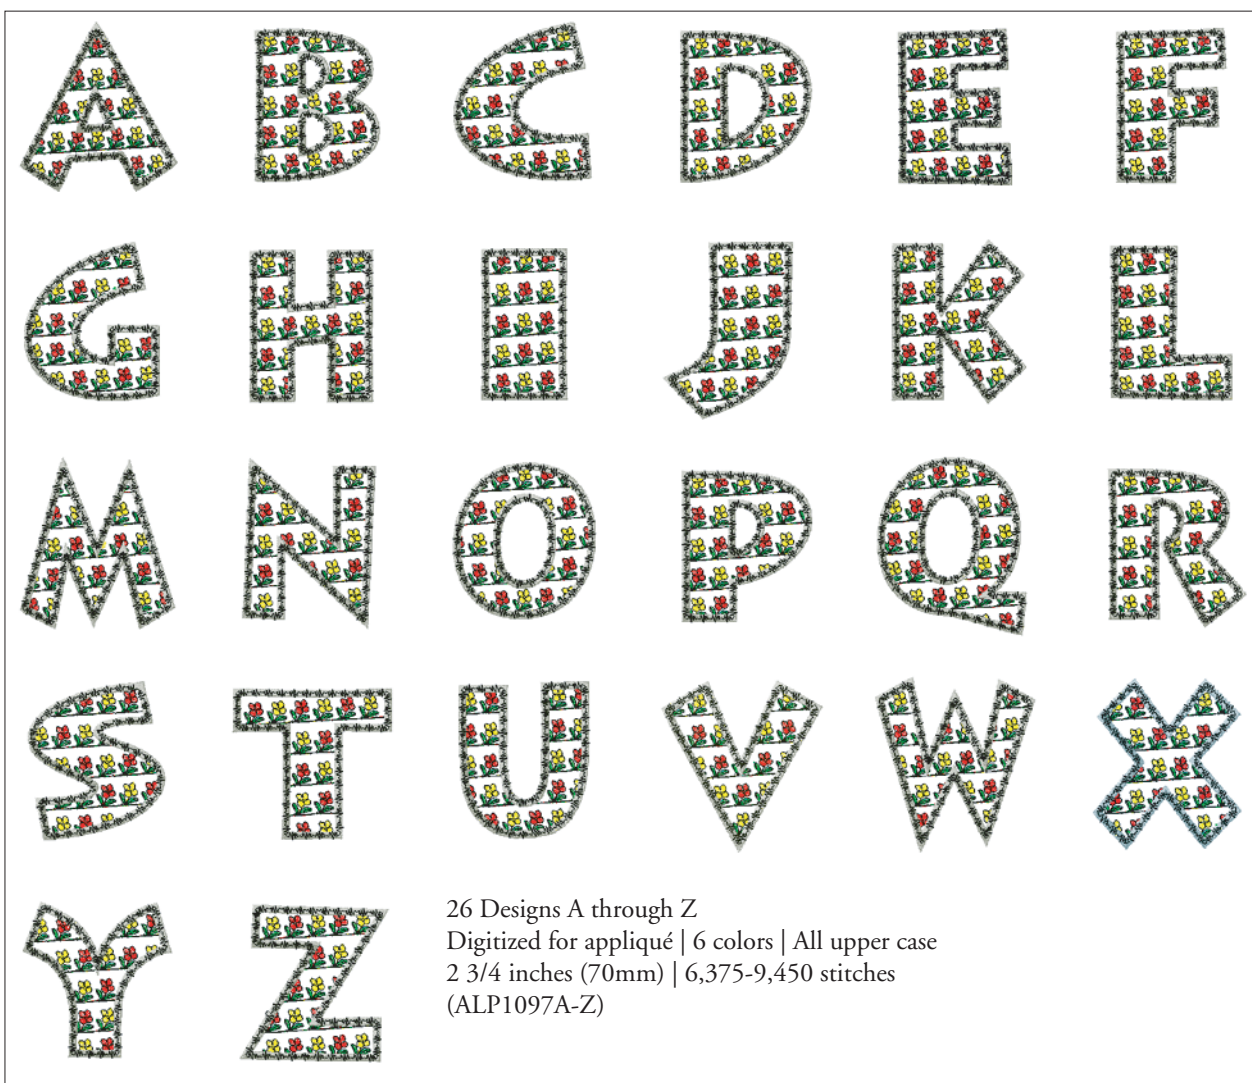 A B C D E F
G H I J K L
M N O P Q R
S T U V W X
Y Z
26 Designs A through Z
Digitized for appliqué | 6 colors | All upper case
2 3/4 inches (70mm) | 6,375-9,450 stitches
(ALP1097A-Z)